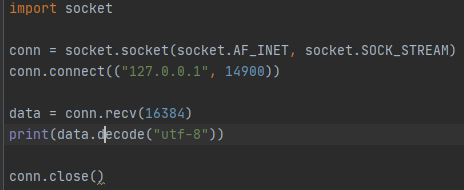 import socket
conn = socket.socket(socket.AF_INET, socket.SOCK_STREAM)
conn.connect(("127.0.0.1", 14900))
data = conn.recv(16384)
print(data.decode("utf-8"))
conn.close()